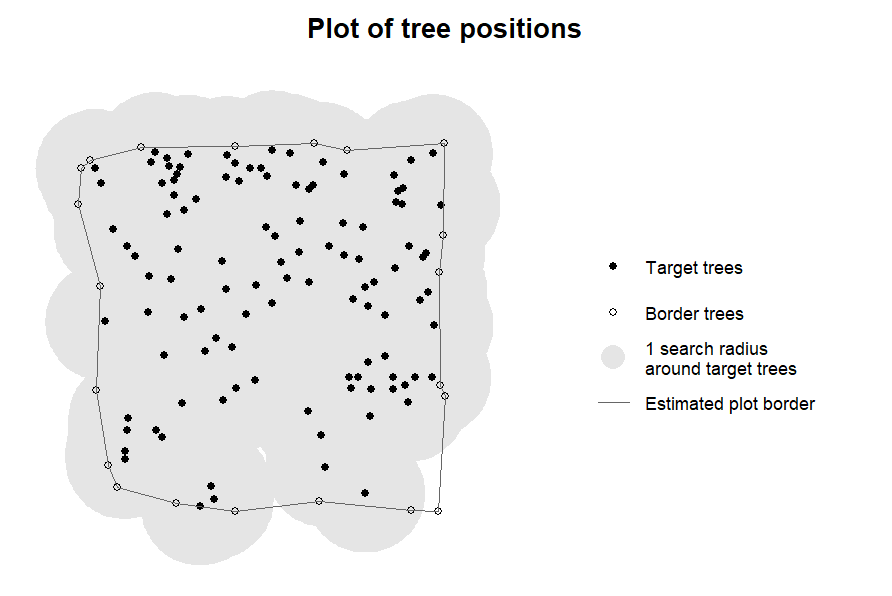 Plot of tree positions
Target trees
Border trees
1 search radius
around target trees
Estimated plot border